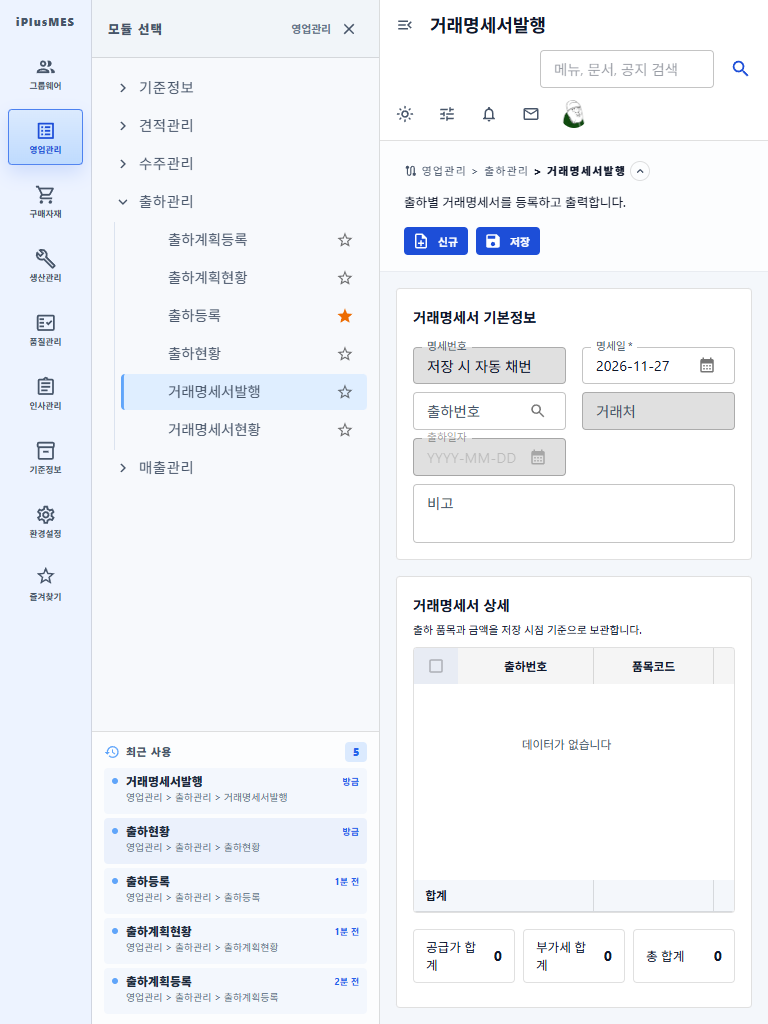 iPlusMES
그룹웨어
영업관리
구매자재
생산관리
품질관리
인사관리
기준정보
환경설정
즐겨찾기
모듈 선택
영업관리
기준정보
견적관리
수주관리
출하관리
출하계획등록
출하계획현황
출하등록
출하현황
거래명세서발행
거래명세서현황
매출관리
최근 사용
5
거래명세서발행
방금
영업관리 > 출하관리 > 거래명세서발행
출하현황
방금
영업관리 > 출하관리 > 출하현황
출하등록
1분 전
영업관리 > 출하관리 > 출하등록
출하계획현황
1분 전
영업관리 > 출하관리 > 출하계획현황
출하계획등록
2분 전
영업관리 > 출하관리 > 출하계획등록
거래명세서발행
메뉴, 문서, 공지 검색
영업관리 > 출하관리 > 거래명세서발행
출하별 거래명세서를 등록하고 출력합니다.
신규
저장
거래명세서 기본정보
명세번호
저장 시 자동 채번
명세일 *
2026-11-27
출하번호
거래처
출하일자
YYYY-MM-DD
비고
거래명세서 상세
출하 품목과 금액을 저장 시점 기준으로 보관합니다.
출하번호
품목코드
데이터가 없습니다
합계
공급가 합
계
0
부가세 합
계
0
총 합계
0